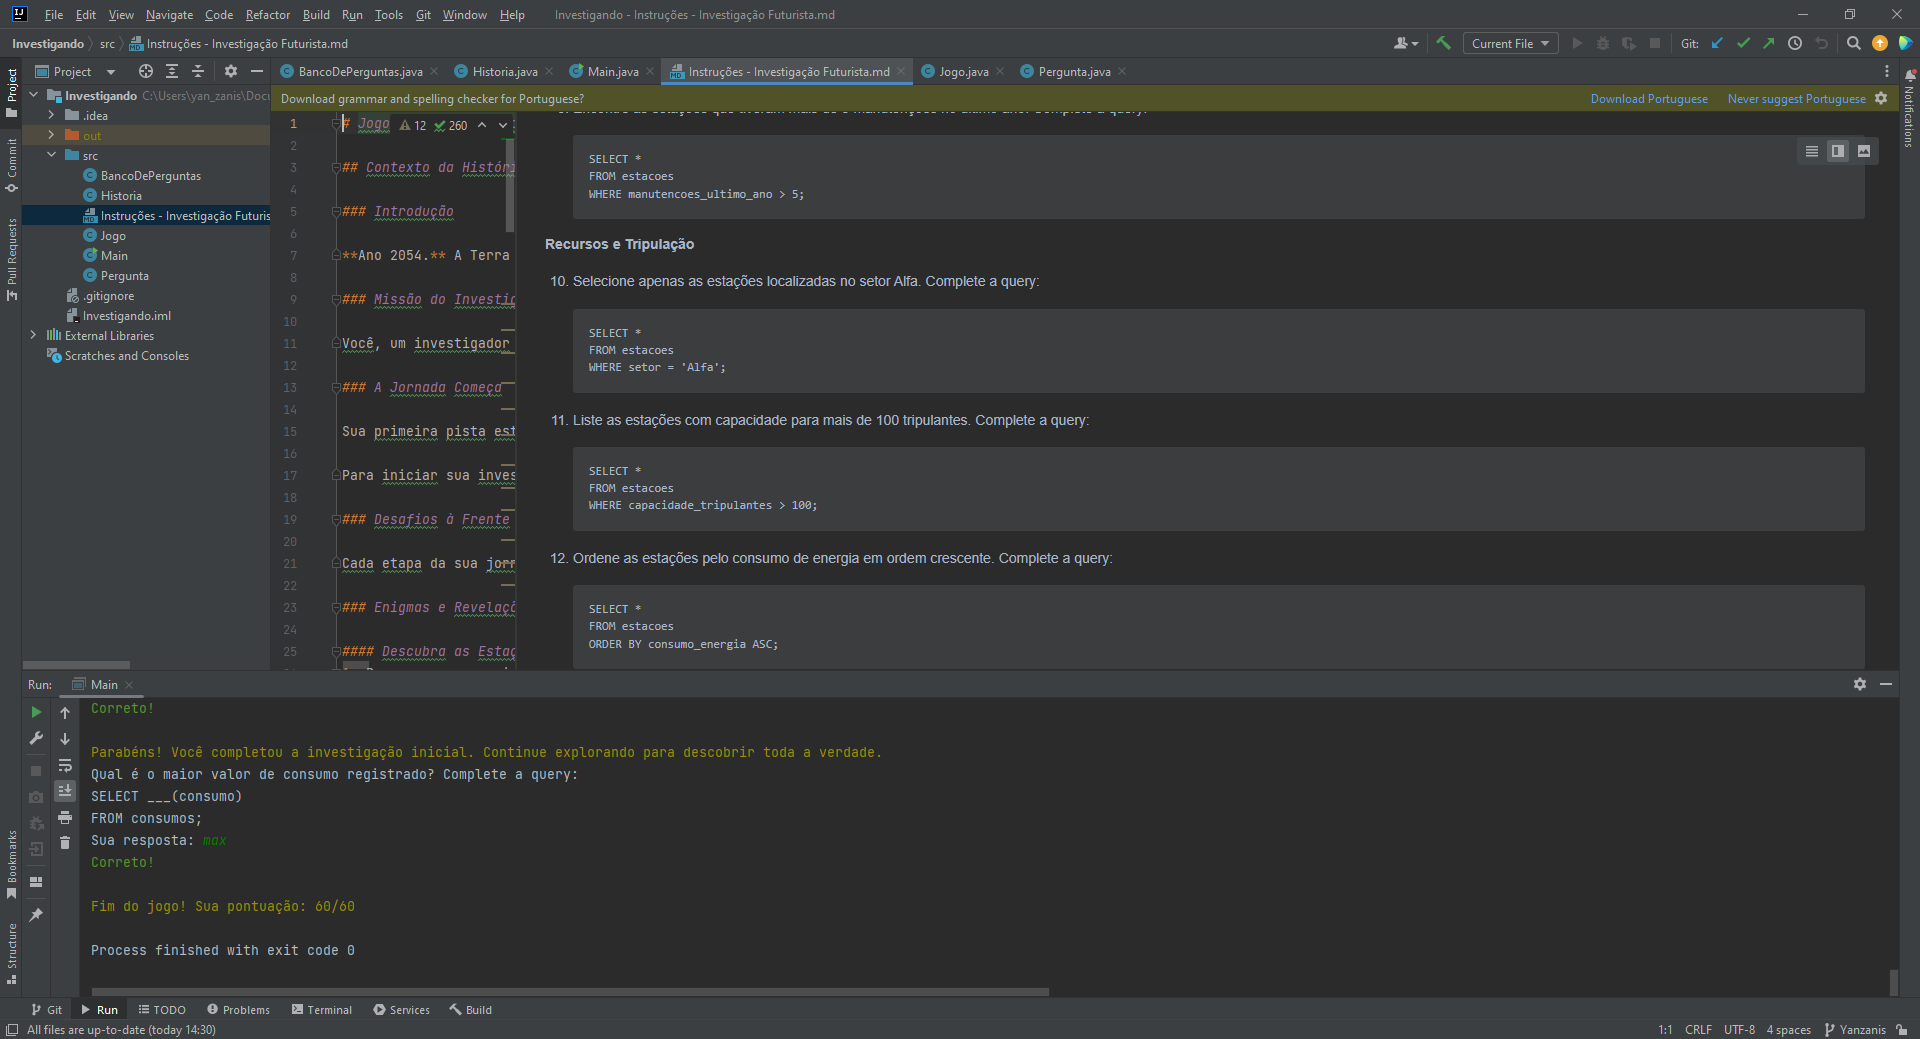 File Edit View Navigate Code Refactor Build Run Tools Git Window Help Investigando - Instruções - Investigação Futurista.md
Investigando src Instruções - Investigação Futurista.md Current File Git:
Project BancoDePerguntas.java Historia.java Main.java Instruções - Investigação Futurista.md Jogo.java Pergunta.java
Download grammar and spelling checker for Portuguese? Download Portuguese Never suggest Portuguese
Project
Commit
Pull Requests
Bookmarks
Structure
Notifications
Investigando C:\Users\yan_zanis\Docu
.idea
out
src
BancoDePerguntas
Historia
Instruções - Investigação Futuris
Jogo
Main
Pergunta
.gitignore
Investigando.iml
External Libraries
Scratches and Consoles
12 260
1 # Jogo
2
3 ## Contexto da Históri
4
5 ### Introdução
6
7 **Ano 2054.** A Terra
8
9 ### Missão do Investig
10
11 Você, um investigador
12
13 ### A Jornada Começa
14
15 Sua primeira pista est
16
17 Para iniciar sua inves
18
19 ### Desafios à Frente
20
21 Cada etapa da sua jor
22
23 ### Enigmas e Revelaçõ
24
25 #### Descubra as Estaç
SELECT *
FROM estacoes
WHERE manutencoes_ultimo_ano > 5;
Recursos e Tripulação
10. Selecione apenas as estações localizadas no setor Alfa. Complete a query:
SELECT *
FROM estacoes
WHERE setor = 'Alfa';
11. Liste as estações com capacidade para mais de 100 tripulantes. Complete a query:
SELECT *
FROM estacoes
WHERE capacidade_tripulantes > 100;
12. Ordene as estações pelo consumo de energia em ordem crescente. Complete a query:
SELECT *
FROM estacoes
ORDER BY consumo_energia ASC;
Run: Main
Correto!
Parabéns! Você completou a investigação inicial. Continue explorando para descobrir toda a verdade.
Qual é o maior valor de consumo registrado? Complete a query:
SELECT ___(consumo)
FROM consumos;
Sua resposta: max
Correto!
Fim do jogo! Sua pontuação: 60/60
Process finished with exit code 0
Git Run TODO Problems Terminal Services Build
All files are up-to-date (today 14:30) 1:1 CRLF UTF-8 4 spaces Yanzanis